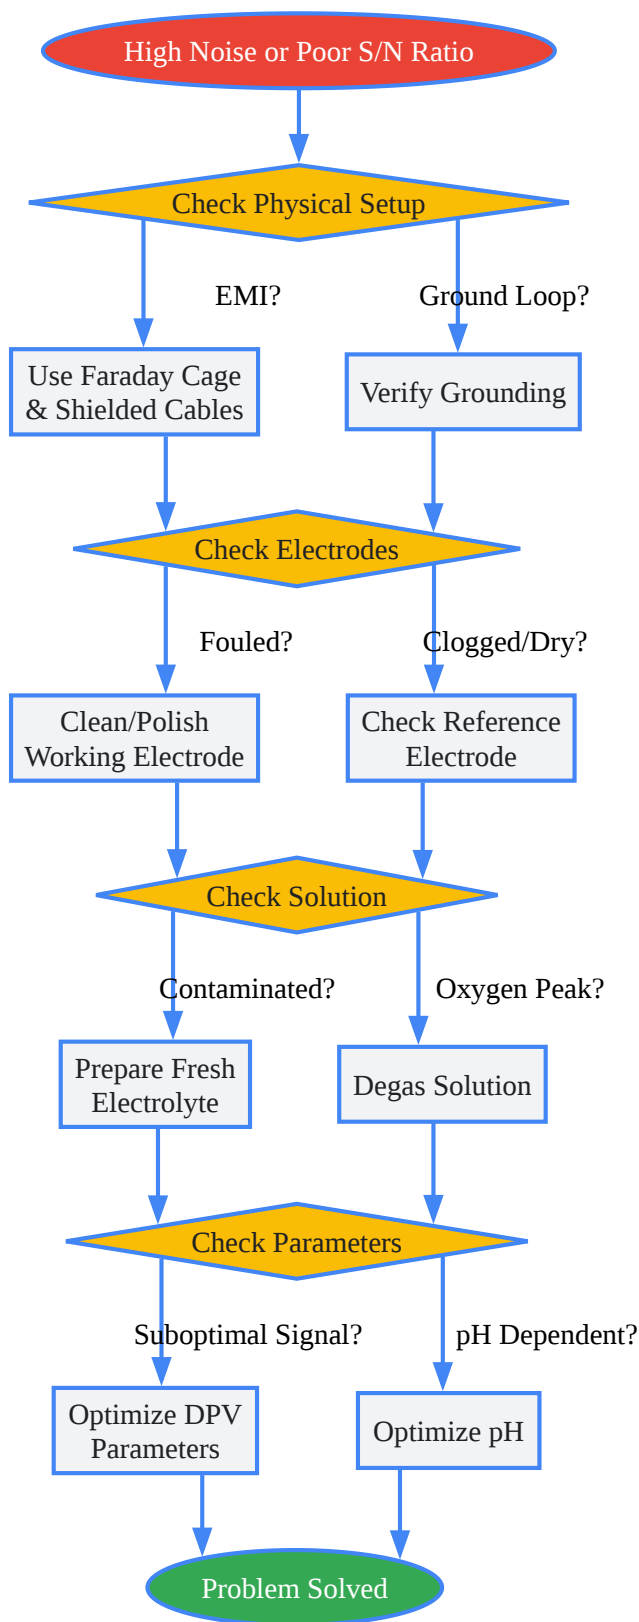 High Noise or Poor S/N Ratio
Check Physical Setup
EMI?
Ground Loop?
Use Faraday Cage
& Shielded Cables
Verify Grounding
Check Electrodes
Fouled?
Clogged/Dry?
Clean/Polish
Working Electrode
Check Reference
Electrode
Check Solution
Contaminated?
Oxygen Peak?
Prepare Fresh
Electrolyte
Degas Solution
Check Parameters
Suboptimal Signal?
pH Dependent?
Optimize DPV
Parameters
Optimize pH
Problem Solved